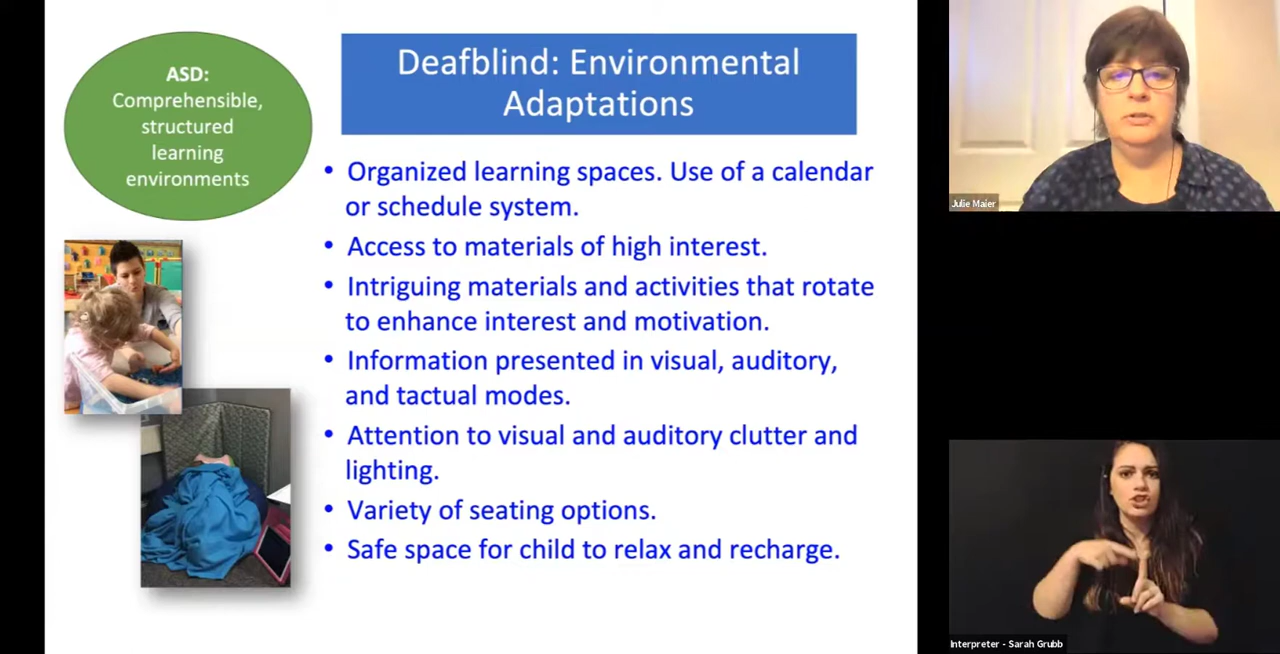 ASD:
Comprehensible,
structured
learning
environments
Deafblind: Environmental
Adaptations
• Organized learning spaces. Use of a calendar
or schedule system.
• Access to materials of high interest.
• Intriguing materials and activities that rotate
to enhance interest and motivation.
• Information presented in visual, auditory,
and tactual modes.
• Attention to visual and auditory clutter and
lighting.
• Variety of seating options.
• Safe space for child to relax and recharge.
Julie Maier
Interpreter - Sarah Grubb